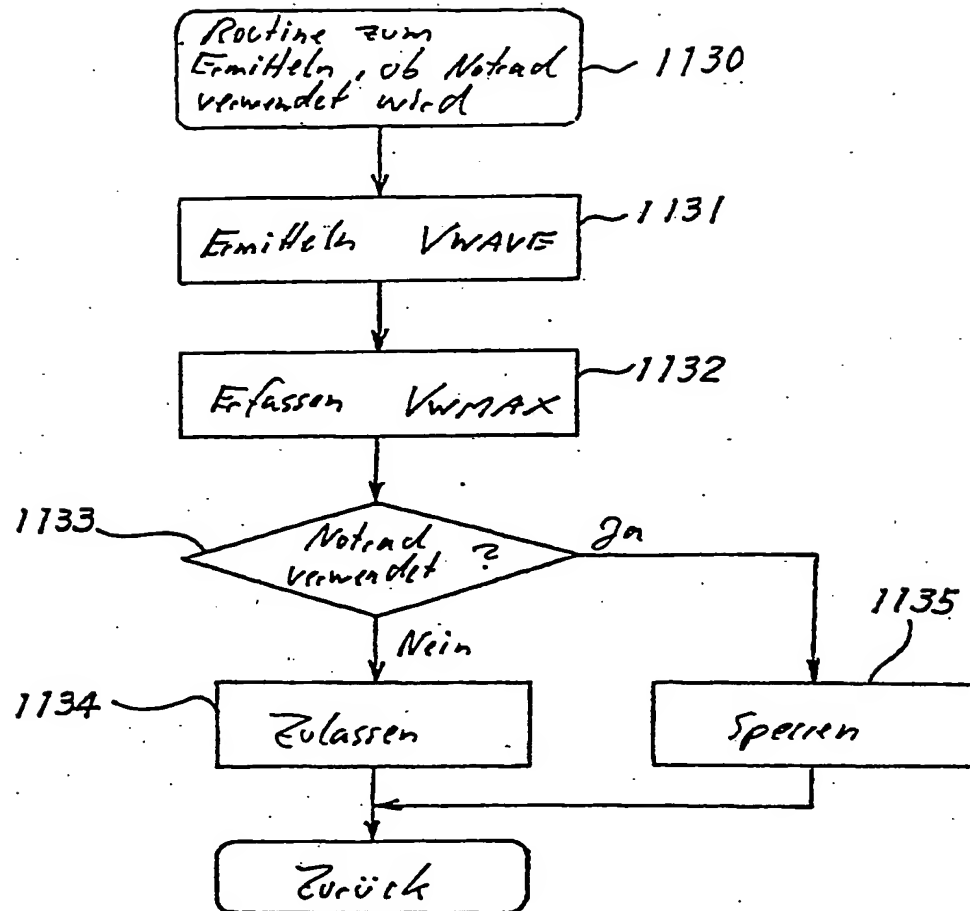 Routine zum
Ermitteln, ob Notrad
verwendet wird
1130
Ermitteln VWAVE
1131
Erfassen VWMAX
1132
1133
Notrad
verwendet ?
Ja
Nein
1135
1134
Zulassen
Sperren
Zurück